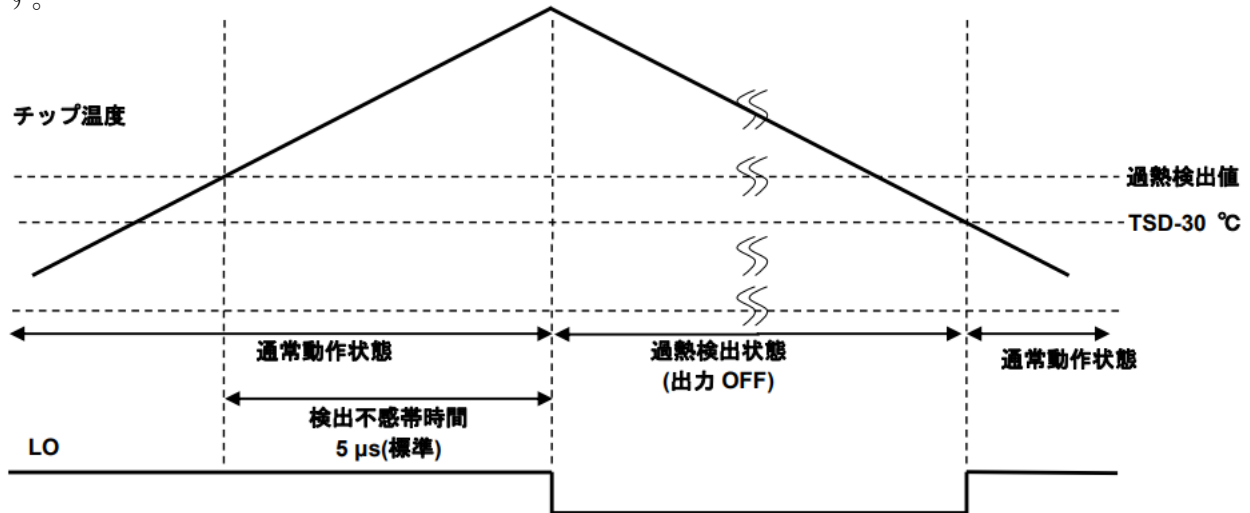 す。
チップ温度
過熱検出値
TSD-30 ℃
通常動作状態
過熱検出状態
(出力 OFF)
通常動作状態
検出不感帯時間
5 μs(標準)
LO